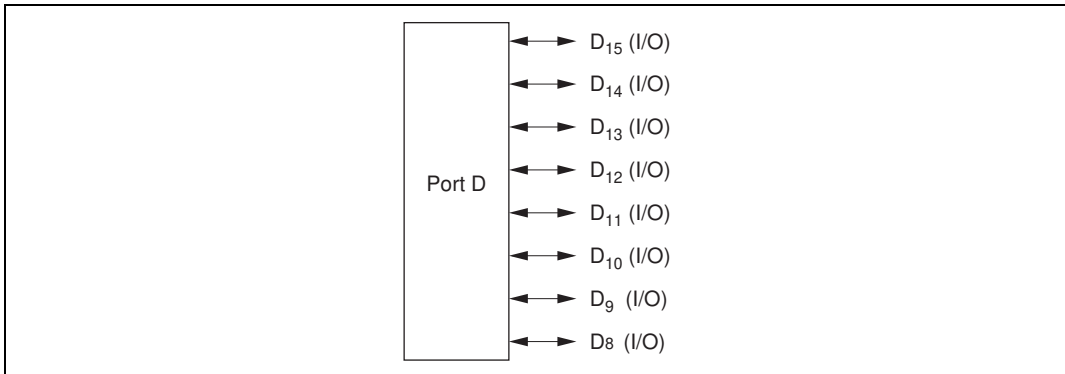 D15 (I/O)
D14 (I/O)
D13 (I/O)
D12 (I/O)
Port D
D11 (I/O)
D10 (I/O)
D9 (I/O)
D8 (I/O)